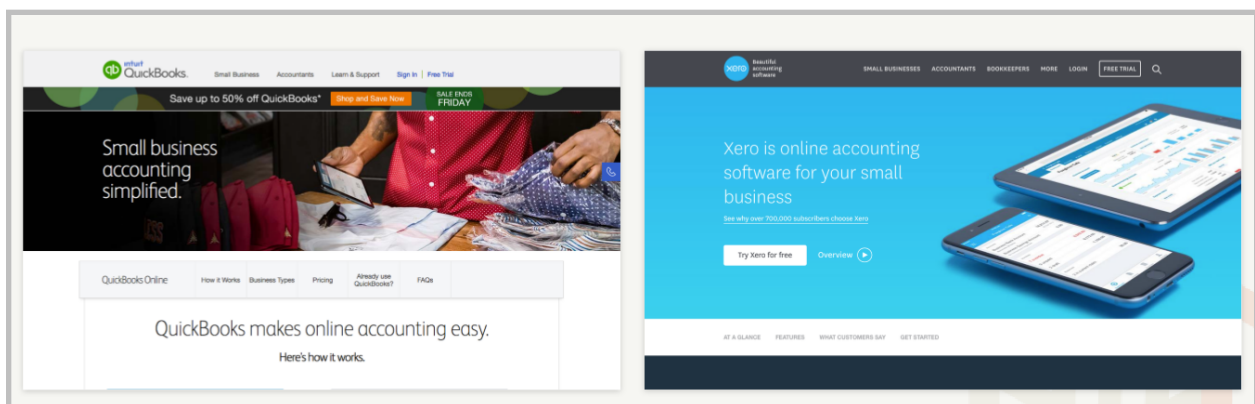 intuit
qb QuickBooks.
Small Business Accountants Learn & Support Sign In Free Trial
Save up to 50% off QuickBooks* Shop and Save Now SALE ENDS
FRIDAY
Small business
accounting
simplified.
QuickBooks Online How it Works Business Types Pricing Already use
QuickBooks? FAQs
QuickBooks makes online accounting easy.
Here's how it works.
xero Beautiful
accounting
software
SMALL BUSINESSES ACCOUNTANTS BOOKKEEPERS MORE LOGIN FREE TRIAL
Xero is online accounting
software for your small
business
See why over 700,000 subscribers choose Xero
Try Xero for free Overview
AT A GLANCE FEATURES WHAT CUSTOMERS SAY GET STARTED